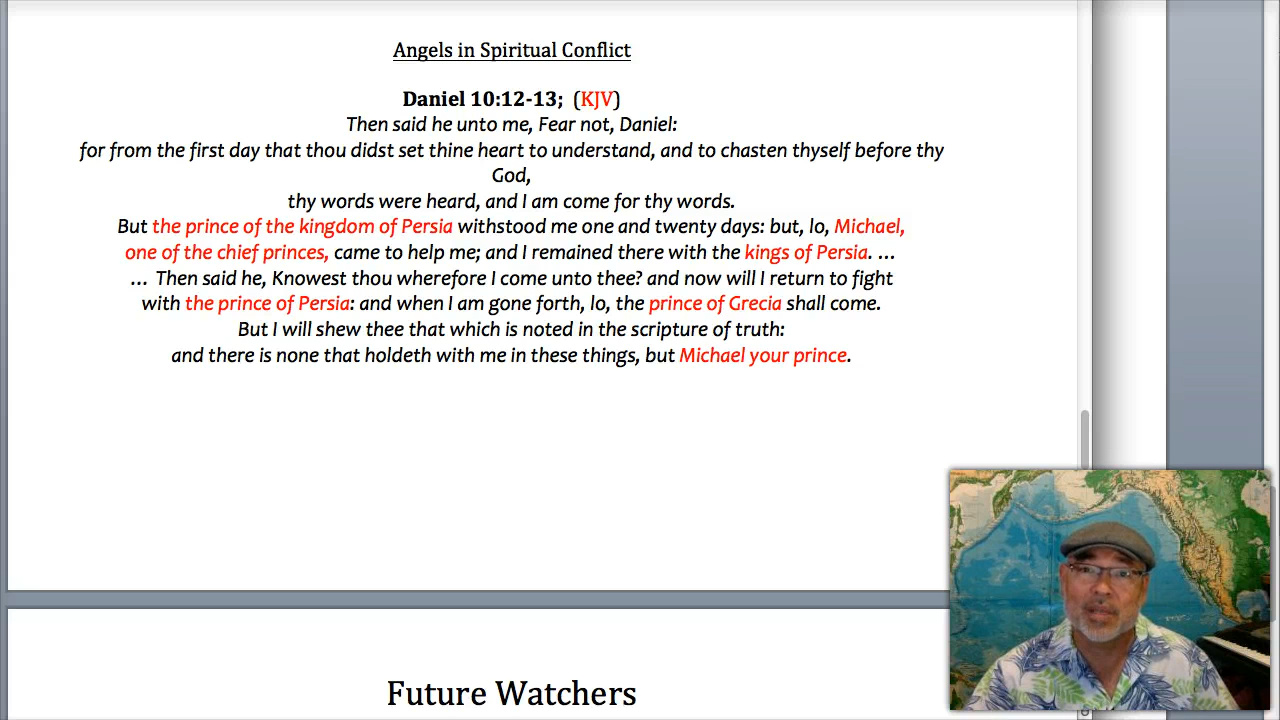 Angels in Spiritual Conflict
Daniel 10:12-13; (KJV)
Then said he unto me, Fear not, Daniel:
for from the first day that thou didst set thine heart to understand, and to chasten thyself before thy
God,
thy words were heard, and I am come for thy words.
But the prince of the kingdom of Persia withstood me one and twenty days: but, lo, Michael,
one of the chief princes, came to help me; and I remained there with the kings of Persia. ...
... Then said he, Knowest thou wherefore I come unto thee? and now will I return to fight
with the prince of Persia: and when I am gone forth, lo, the prince of Grecia shall come.
But I will shew thee that which is noted in the scripture of truth:
and there is none that holdeth with me in these things, but Michael your prince.
Future Watchers